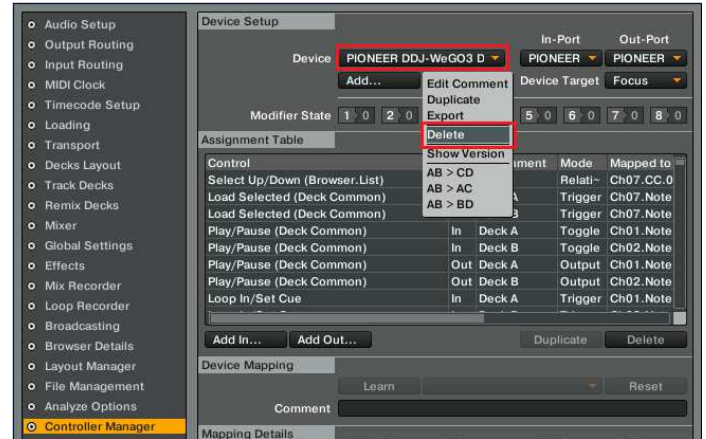 Audio Setup
Output Routing
Input Routing
MIDI Clock
Timecode Setup
Loading
Transport
Decks Layout
Track Decks
Remix Decks
Mixer
Global Settings
Effects
Mix Recorder
Loop Recorder
Broadcasting
Browser Details
Layout Manager
File Management
Analyze Options
Controller Manager
Device Setup
In-Port Out-Port
Device PIONEER DDJ-WeGO3 D PIONEER PIONEER
Add... Device Target Focus
Edit Comment
Duplicate
Export
Delete
Show Version
AB > CD
AB > AC
AB > BD
Modifier State 1 0 2 0 5 0 6 0 7 0 8 0
Assignment Table
Control Mode Mapped to
Select Up/Down (Browser.List) Relati~ Ch07.CC.0
Load Selected (Deck Common) Trigger Ch07.Note
Load Selected (Deck Common) Trigger Ch07.Note
Play/Pause (Deck Common) In Deck A Toggle Ch01.Note
Play/Pause (Deck Common) In Deck B Toggle Ch02.Note
Play/Pause (Deck Common) Out Deck A Output Ch01.Note
Play/Pause (Deck Common) Out Deck B Output Ch02.Note
Loop In/Set Cue In Deck A Trigger Ch01.Note
Add In... Add Out... Duplicate Delete
Device Mapping
Learn Reset
Comment
Mapping Details